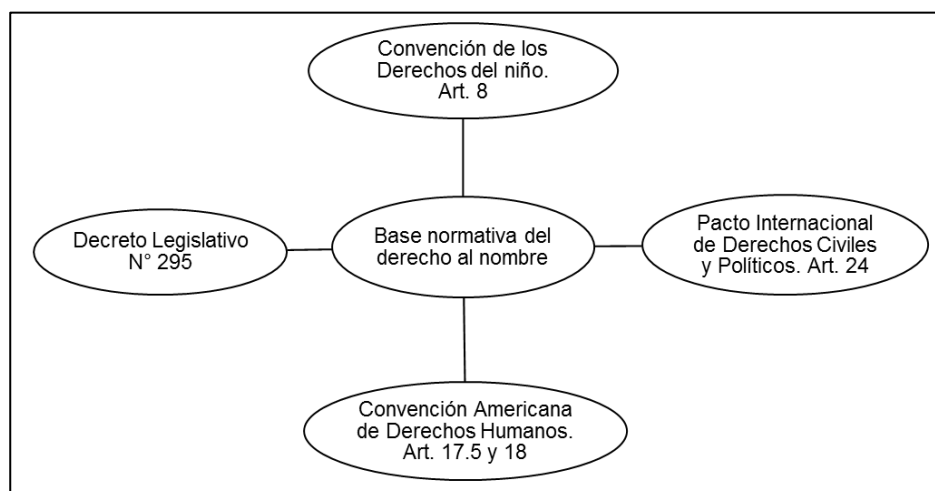 Convención de los
Derechos del niño.
Art. 8
Decreto Legislativo
N° 295
Base normativa del
derecho al nombre
Pacto Internacional
de Derechos Civiles
y Políticos. Art. 24
Convención Americana
de Derechos Humanos.
Art. 17.5 y 18